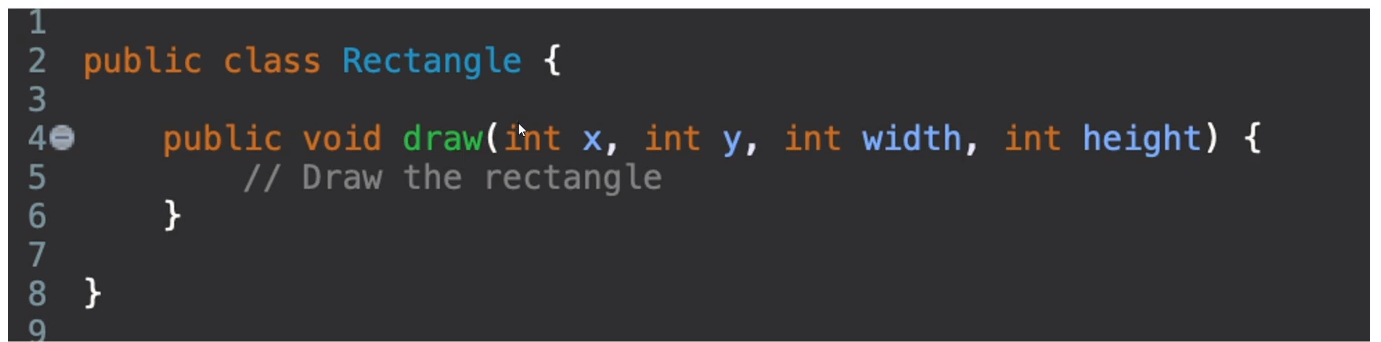 1
2 public class Rectangle {
3
4 public void draw(int x, int y, int width, int height) {
5 // Draw the rectangle
6 }
7
8 }
9